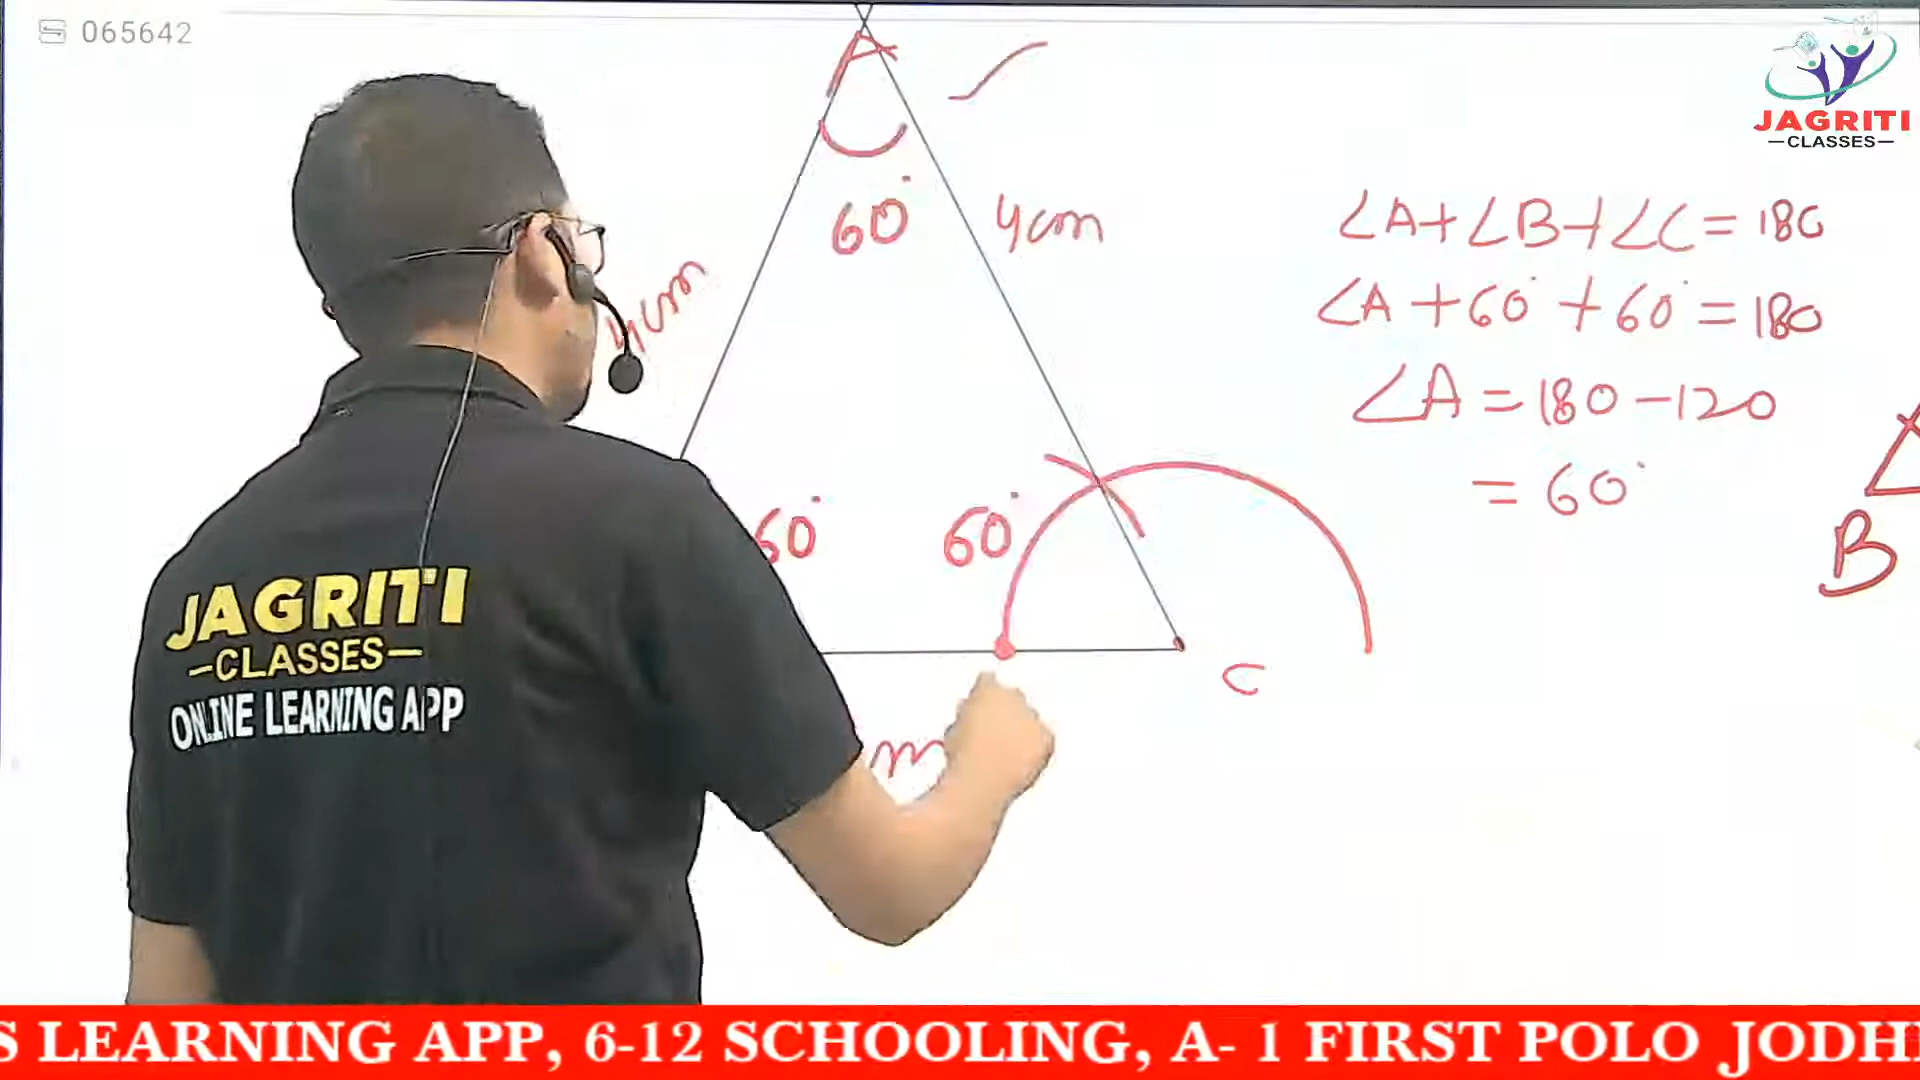 065642
JAGRITI
CLASSES
A
60°
4cm
4cm
60°
60°
C
m
∠A+∠B+∠C=180
∠A+60°+60°=180
∠A=180-120
=60°
B
JAGRITI
CLASSES
ONLINE LEARNING APP
S LEARNING APP, 6-12 SCHOOLING, A- 1 FIRST POLO JODH